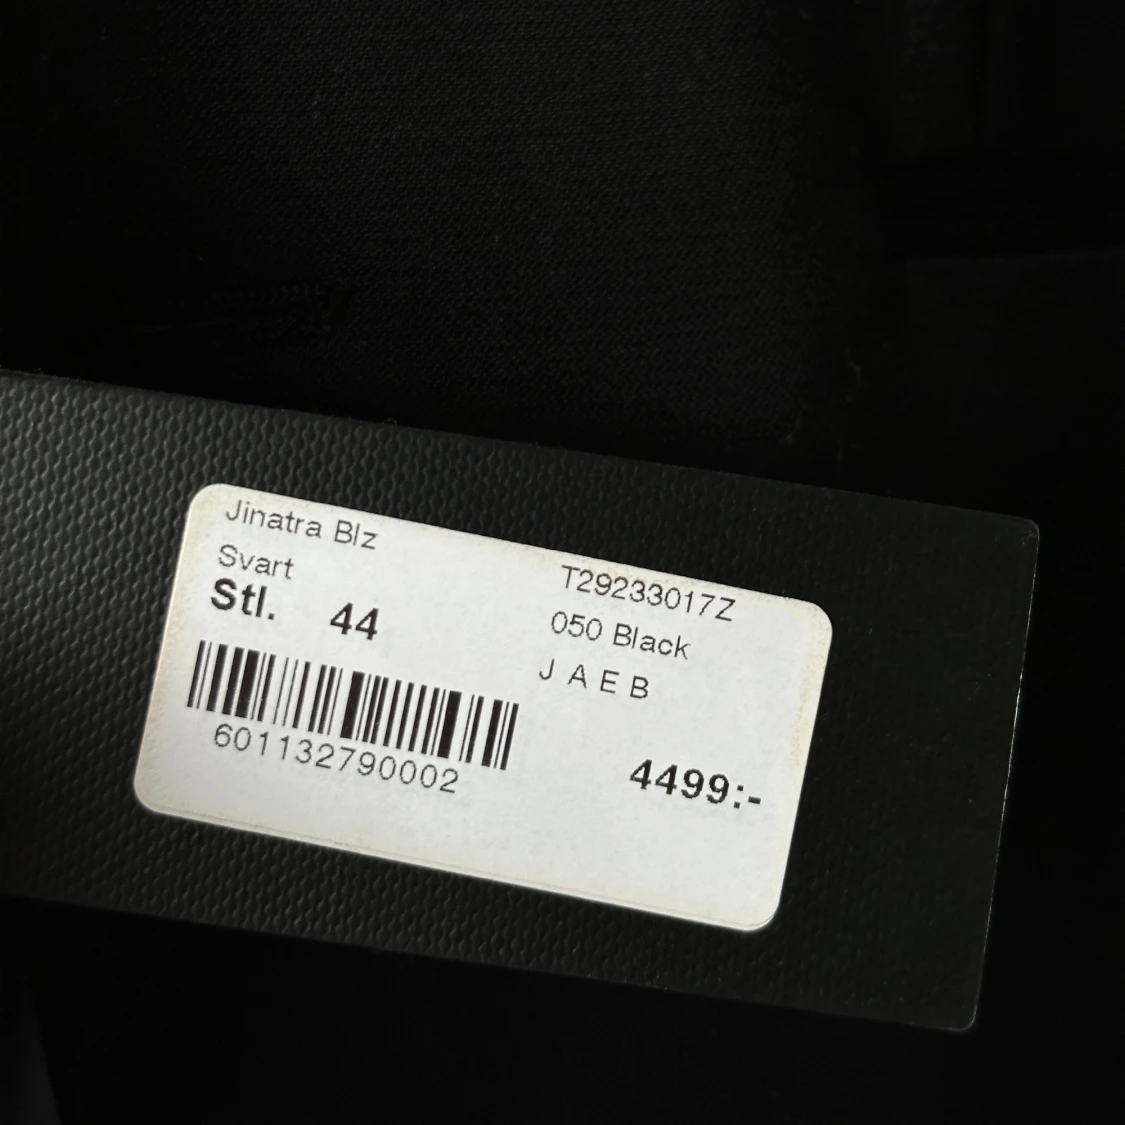 Jinatra Blz
Svart
Stl. 44
601132790002
T29233017Z
050 Black
J A E B
4499:-